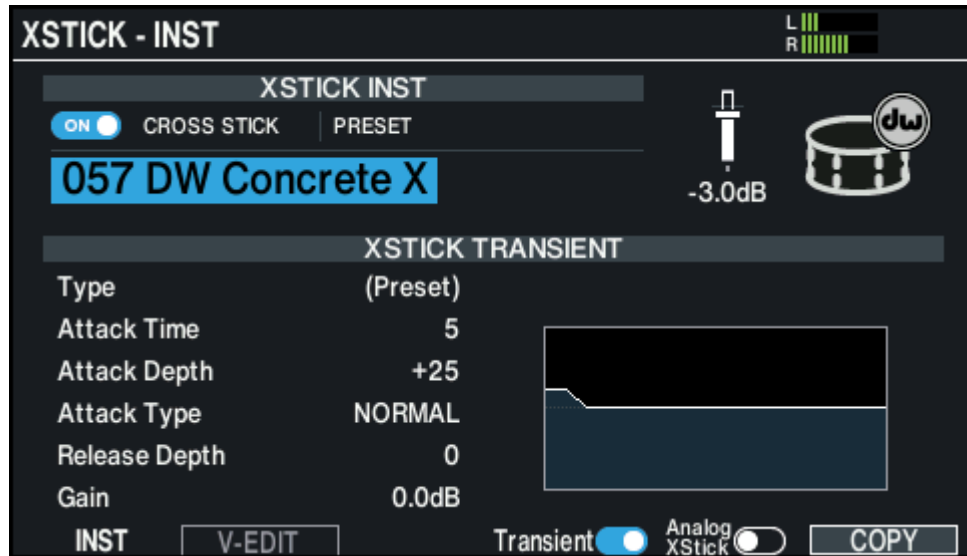 XSTICK - INST
L
R
XSTICK INST
ON CROSS STICK PRESET
dw
057 DW Concrete X
-3.0dB
XSTICK TRANSIENT
Type (Preset)
Attack Time 5
Attack Depth +25
Attack Type NORMAL
Release Depth 0
Gain 0.0dB
INST V-EDIT Transient Analog XStick COPY